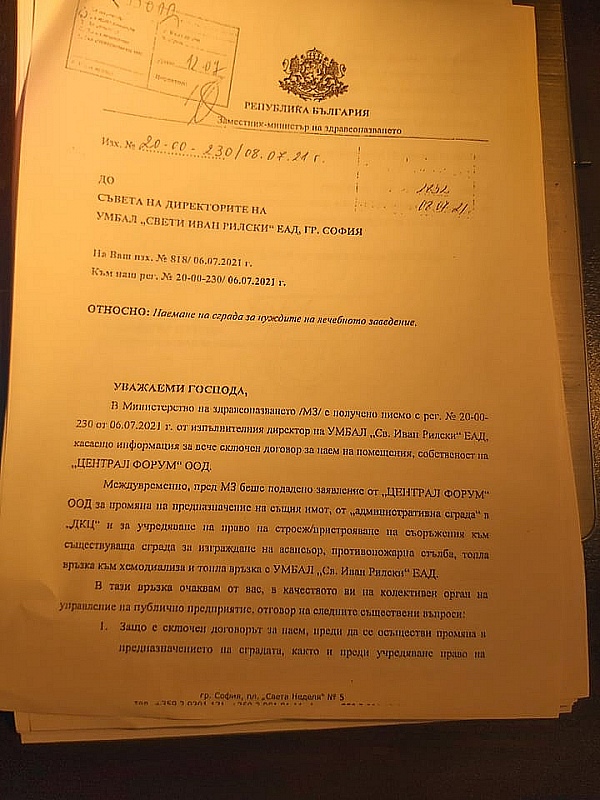 12.07
РЕПУБЛИКА БЪЛГАРИЯ
Заместник-министър на здравеопазването
Изх. № 20-00-230/08.07.21 г.
1832
08.07.21
ДО
СЪВЕТА НА ДИРЕКТОРИТЕ НА
УМБАЛ „СВЕТИ ИВАН РИЛСКИ“ ЕАД, ГР. СОФИЯ
На Ваш изх. № 818/ 06.07.2021 г.
Към наш рег. № 20-00-230/ 06.07.2021 г.
ОТНОСНО: Наемане на сграда за нуждите на лечебното заведение.
УВАЖАЕМИ ГОСПОДА,
В Министерство на здравеопазването /МЗ/ е получено писмо с рег. № 20-00-
230 от 06.07.2021 г. от изпълнителния директор на УМБАЛ „Св. Иван Рилски“ ЕАД,
касаещо информация за вече сключен договор за наем на помещения, собственост на
„ЦЕНТРАЛ ФОРУМ“ ООД.
Междувременно, пред МЗ беше подадено заявление от „ЦЕНТРАЛ ФОРУМ“
ООД за промяна на предназначение на същия имот, от „административна сграда“ в
„ДКЦ“ и за учредяване на право на строеж/пристрояване на съоръжения към
съществуваща сграда за изграждане на асансьор, противопожарна стълба, топла
връзка към хемодиализа и топла връзка с УМБАЛ „Св. Иван Рилски“ ЕАД.
В тази връзка очаквам от вас, в качеството ви на колективен орган на
управление на публично предприятие, отговор на следните съществени въпроси:
1. Защо е сключен договорът за наем, преди да се осъществи промяна в
предназначението на сградата, както и преди учредяване право на
гр. София, пл. „Света Неделя“ № 5